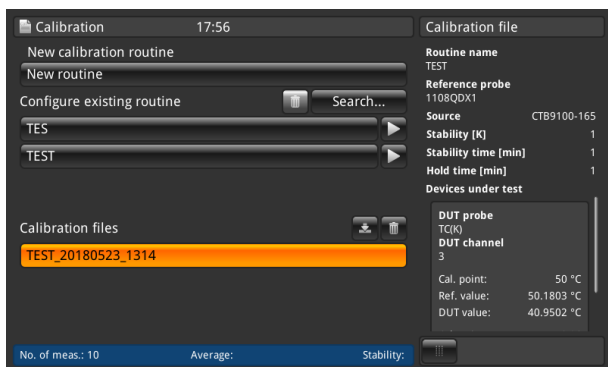 Calibration 17:56
New calibration routine
New routine
Configure existing routine
Search...
TES
TEST
Calibration files
TEST_20180523_1314
No. of meas.: 10 Average: Stability:
Calibration file
Routine name
TEST
Reference probe
1108QDX1
Source CTB9100-165
Stability [K] 1
Stability time [min] 1
Hold time [min] 1
Devices under test
DUT probe
TC(K)
DUT channel
3
Cal. point: 50 °C
Ref. value: 50.1803 °C
DUT value: 40.9502 °C